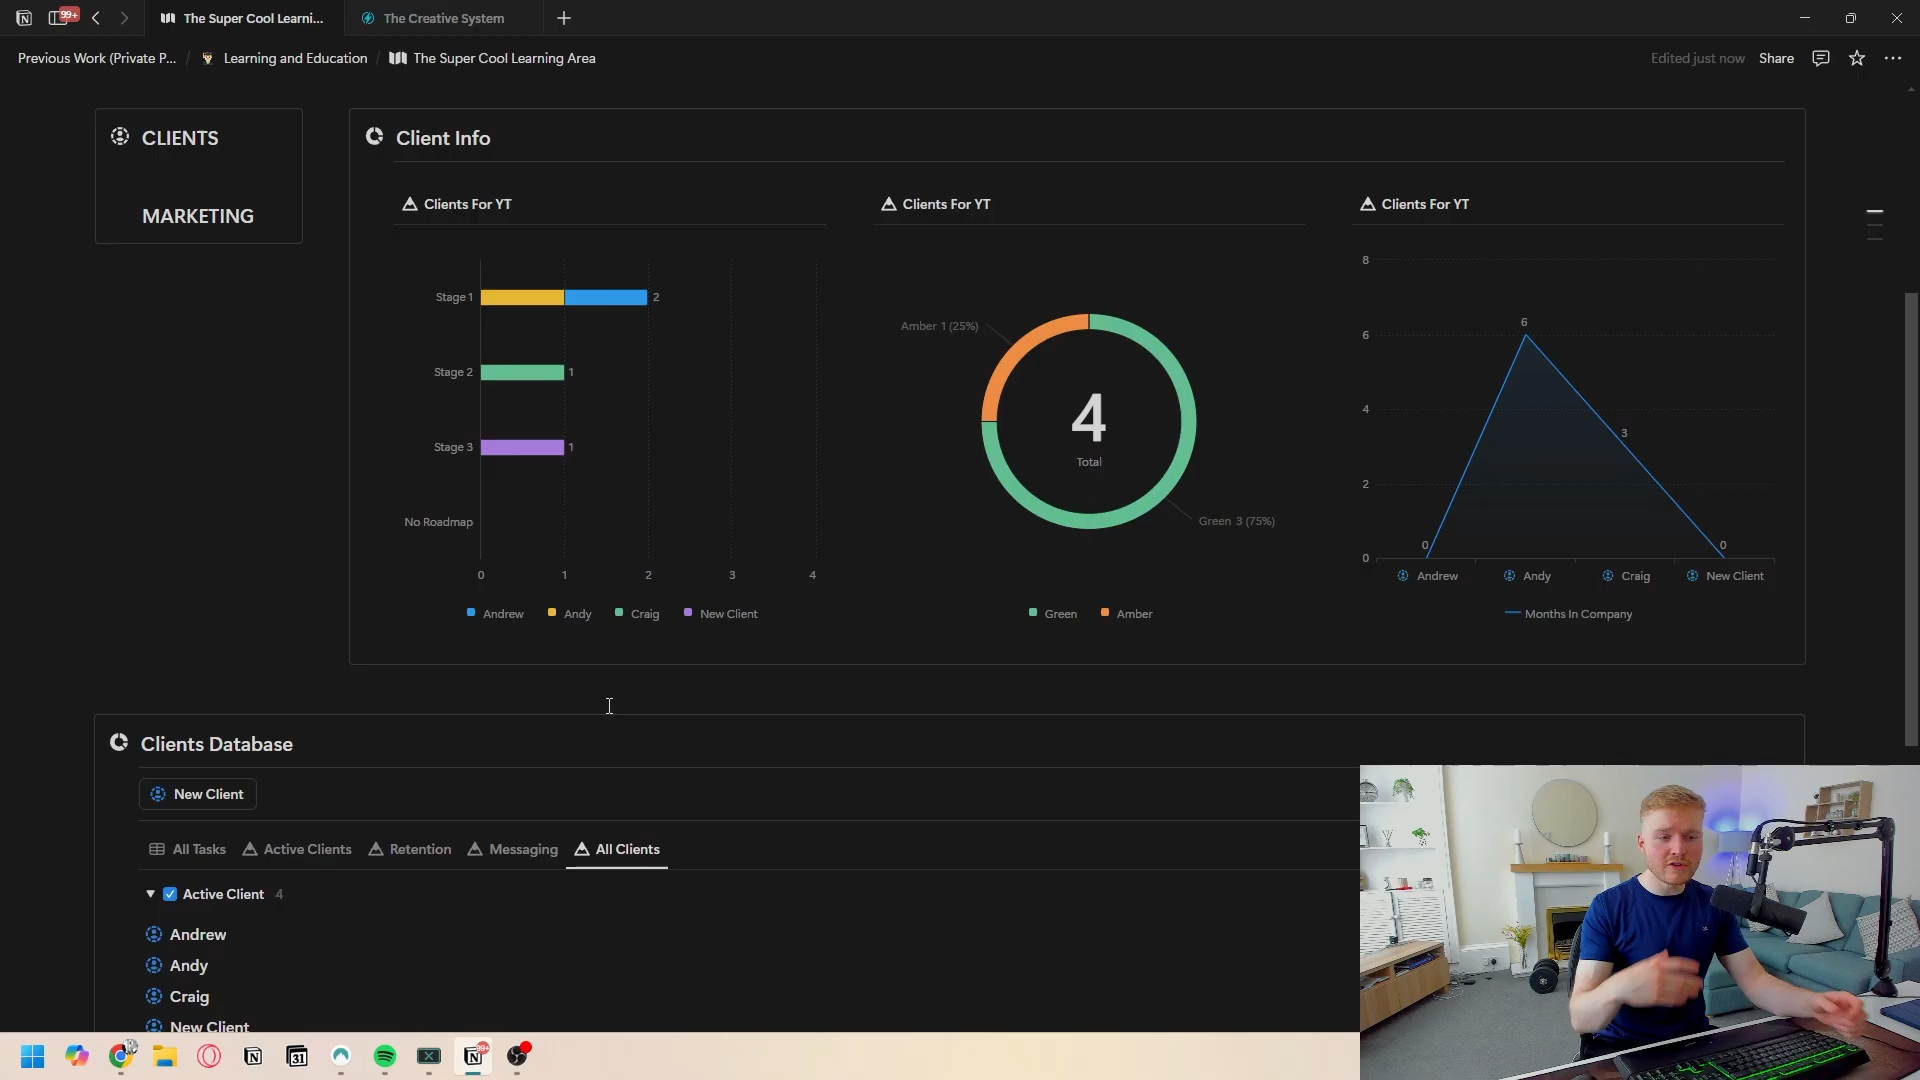 99+
The Super Cool Learni...
The Creative System
Previous Work (Private P... / Learning and Education / The Super Cool Learning Area
Edited just now
Share
CLIENTS
MARKETING
Client Info
Clients For YT
Stage 1
2
Stage 2
1
Stage 3
1
No Roadmap
0 1 2 3 4
Andrew Andy Craig New Client
Clients For YT
Amber 1 (25%)
4
Total
Green 3 (75%)
Green Amber
Clients For YT
8
6
6
4
3
2
0
0
0
Andrew Andy Craig New Client
Months In Company
Clients Database
New Client
All Tasks Active Clients Retention Messaging All Clients
Active Client 4
Andrew
Andy
Craig
New Client
31
99+